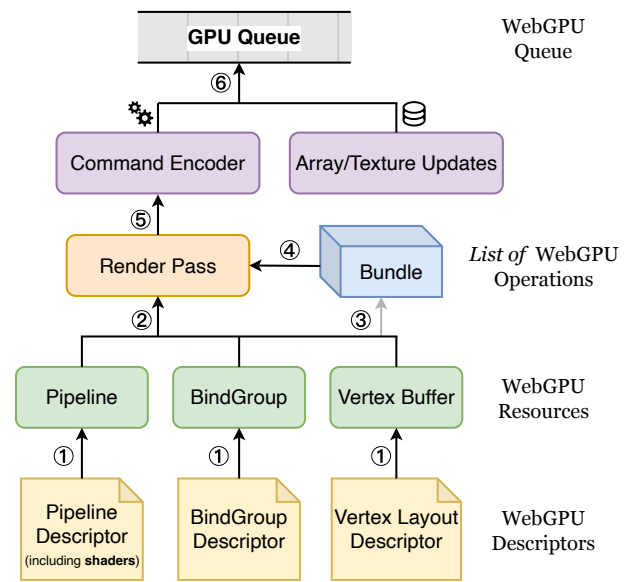 GPU Queue
WebGPU
Queue
⑥
Command Encoder
Array/Texture Updates
⑤
④
Render Pass
Bundle
List of WebGPU
Operations
②
③
Pipeline
BindGroup
Vertex Buffer
WebGPU
Resources
①
①
①
Pipeline
Descriptor
(including shaders)
BindGroup
Descriptor
Vertex Layout
Descriptor
WebGPU
Descriptors